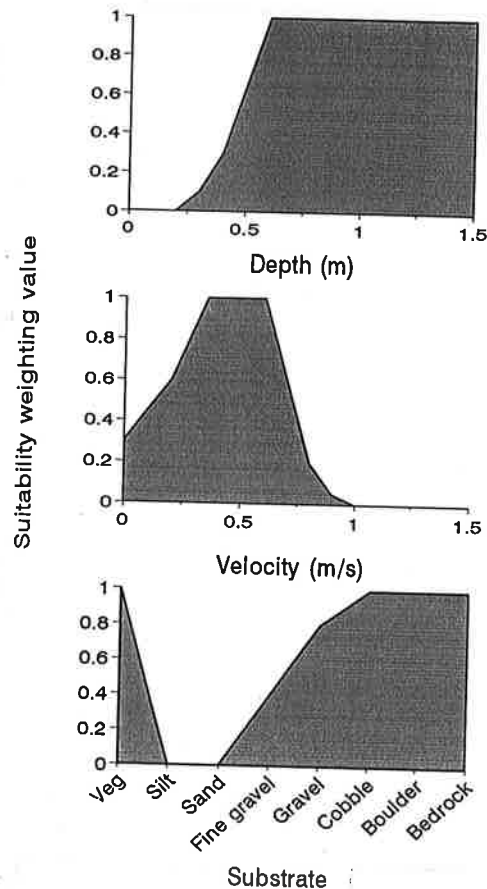 Suitability weighting value
1
0.8
0.6
0.4
0.2
0
0 0.5 1 1.5
Depth (m)
1
0.8
0.6
0.4
0.2
0
0 0.5 1 1.5
Velocity (m/s)
1
0.8
0.6
0.4
0.2
0
Veg Silt Sand Fine gravel Gravel Cobble Boulder Bedrock
Substrate